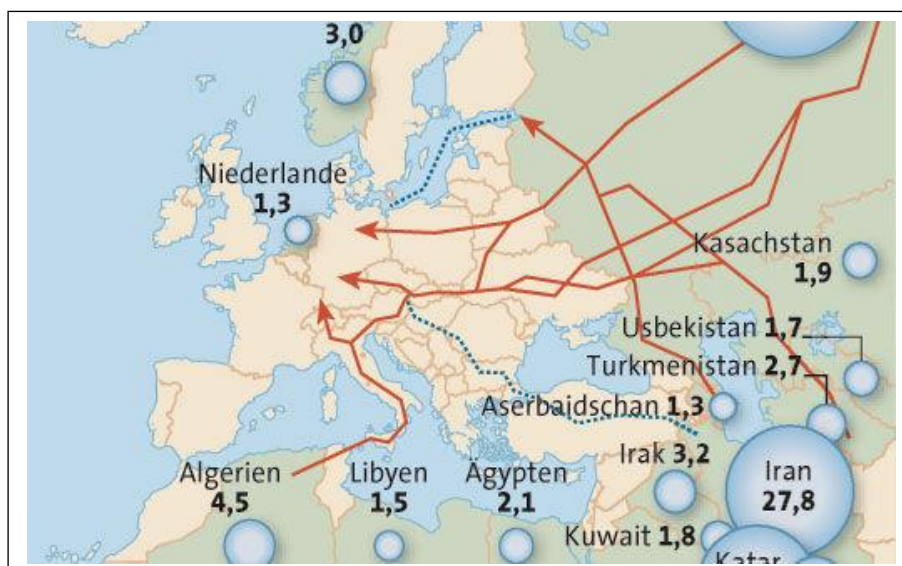 3,0
Niederlande
1,3
Kasachstan
1,9
Usbekistan 1,7
Turkmenistan 2,7
Aserbaidschan 1,3
Irak 3,2
Algerien
4,5
Libyen
1,5
Ägypten
2,1
Iran
27,8
Kuwait 1,8
Katar